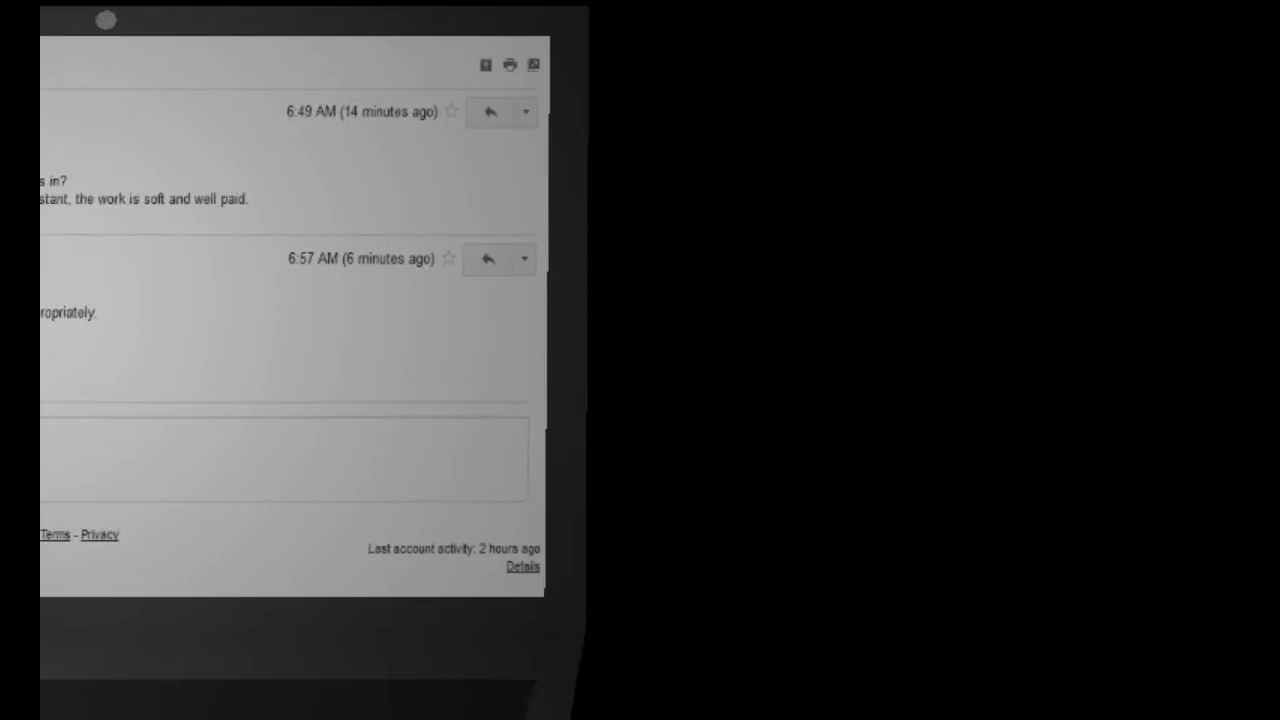 6:49 AM (14 minutes ago)
s in?
stant, the work is soft and well paid.
6:57 AM (6 minutes ago)
ropriately.
Terms - Privacy
Last account activity: 2 hours ago
Details